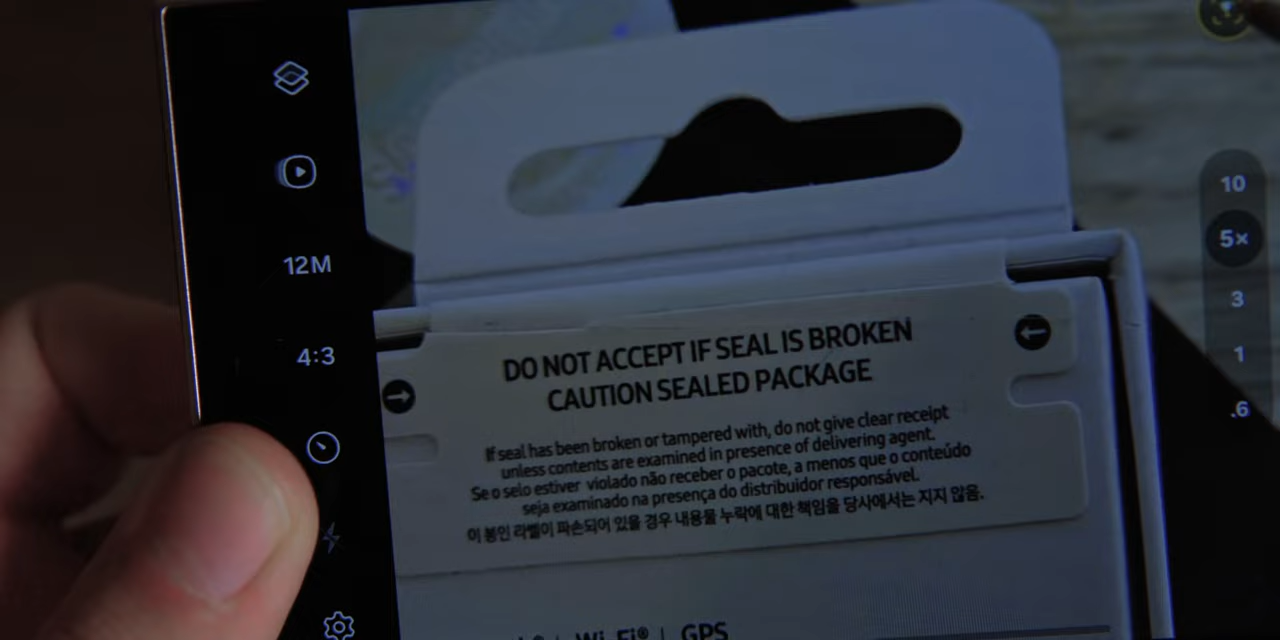 12M
4:3
10
5×
3
1
.6
DO NOT ACCEPT IF SEAL IS BROKEN
CAUTION SEALED PACKAGE
If seal has been broken or tampered with, do not give clear receipt
unless contents are examined in presence of delivering agent.
Se o selo estiver violado não receber o pacote, a menos que o conteúdo
seja examinado na presença do distribuidor responsável.
이 봉인 라벨이 파손되어 있을 경우 내용물 누락에 대한 책임을 당사에서는 지지 않음.
Wi-Fi® | GPS